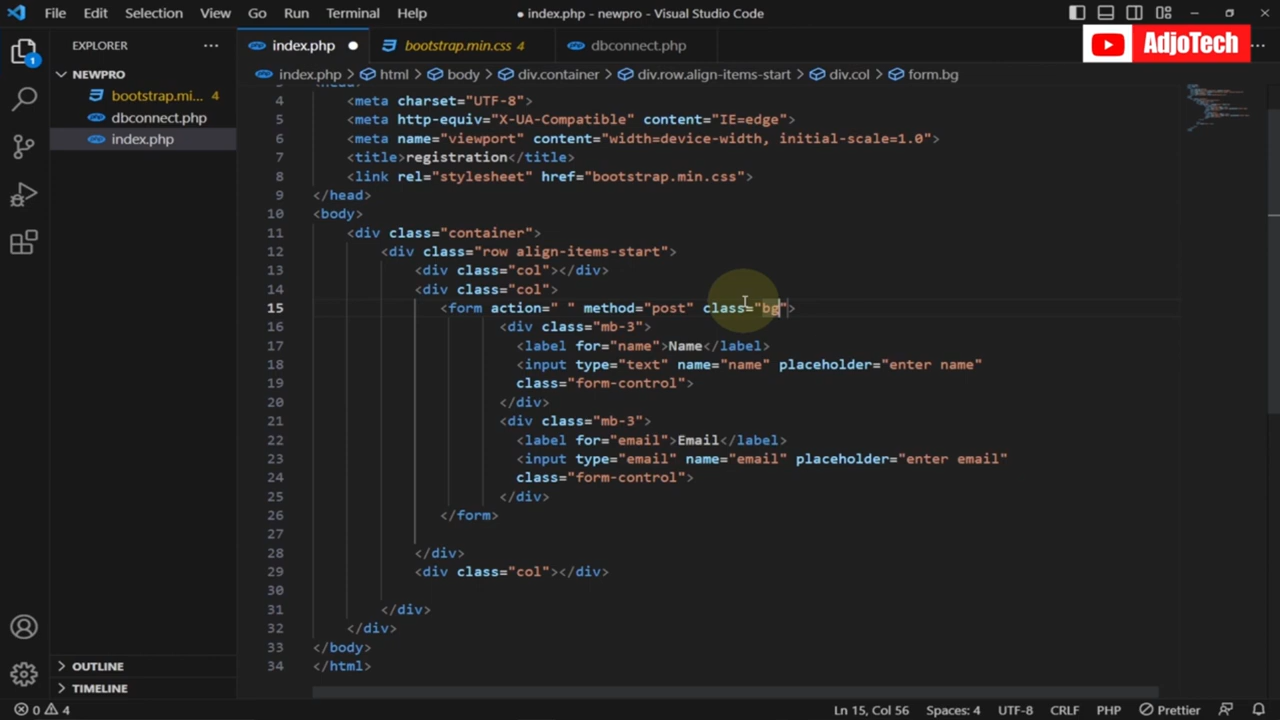 File Edit Selection View Go Run Terminal Help
● index.php - newpro - Visual Studio Code
EXPLORER
index.php
bootstrap.min.css 4
dbconnect.php
AdjoTech
NEWPRO
index.php > html > body > div.container > div.row.align-items-start > div.col > form.bg
bootstrap.mi... 4
dbconnect.php
index.php
1
4 <meta charset="UTF-8">
5 <meta http-equiv="X-UA-Compatible" content="IE=edge">
6 <meta name="viewport" content="width=device-width, initial-scale=1.0">
7 <title>registration</title>
8 <link rel="stylesheet" href="bootstrap.min.css">
9 </head>
10 <body>
11 <div class="container">
12 <div class="row align-items-start">
13 <div class="col"></div>
14 <div class="col">
15 <form action=" " method="post" class="bg">
16 <div class="mb-3">
17 <label for="name">Name</label>
18 <input type="text" name="name" placeholder="enter name"
19 class="form-control">
20 </div>
21 <div class="mb-3">
22 <label for="email">Email</label>
23 <input type="email" name="email" placeholder="enter email"
24 class="form-control">
25 </div>
26 </form>
27
28 </div>
29 <div class="col"></div>
30
31 </div>
32 </div>
33 </body>
34 </html>
OUTLINE
TIMELINE
0 4
Ln 15, Col 56 Spaces: 4 UTF-8 CRLF PHP Prettier